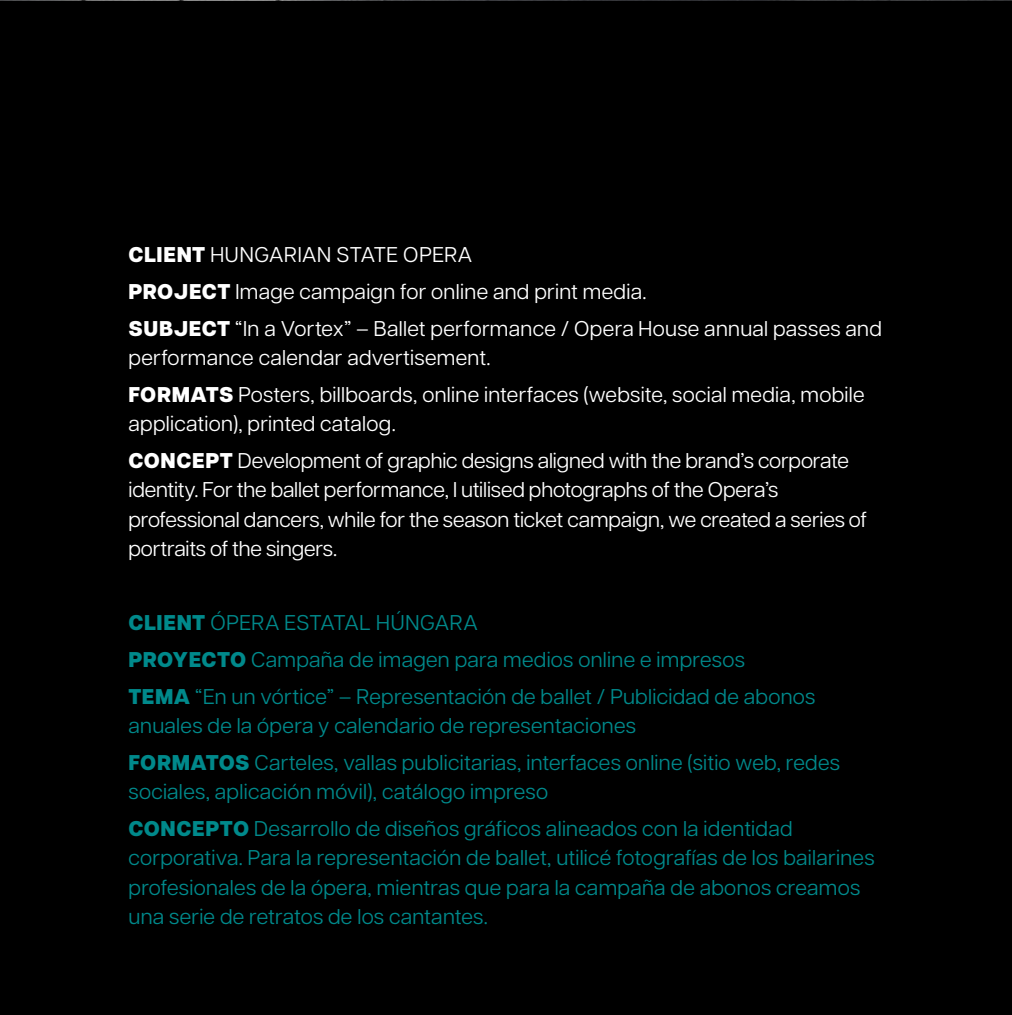 CLIENT HUNGARIAN STATE OPERA
PROJECT Image campaign for online and print media.
SUBJECT “In a Vortex” – Ballet performance / Opera House annual passes and
performance calendar advertisement.
FORMATS Posters, billboards, online interfaces (website, social media, mobile
application), printed catalog.
CONCEPT Development of graphic designs aligned with the brand’s corporate
identity. For the ballet performance, I utilised photographs of the Opera’s
professional dancers, while for the season ticket campaign, we created a series of
portraits of the singers.
CLIENT ÓPERA ESTATAL HÚNGARA
PROYECTO Campaña de imagen para medios online e impresos
TEMA “En un vórtice” – Representación de ballet / Publicidad de abonos
anuales de la ópera y calendario de representaciones
FORMATOS Carteles, vallas publicitarias, interfaces online (sitio web, redes
sociales, aplicación móvil), catálogo impreso
CONCEPTO Desarrollo de diseños gráficos alineados con la identidad
corporativa. Para la representación de ballet, utilicé fotografías de los bailarines
profesionales de la ópera, mientras que para la campaña de abonos creamos
una serie de retratos de los cantantes.